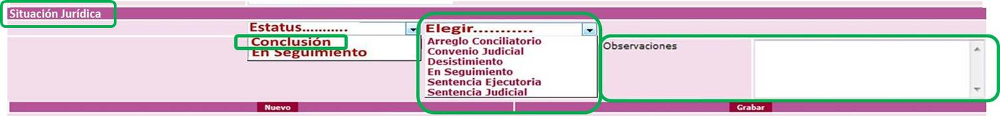 Situación Jurídica
Estatus...........
Conclusión
En Seguimiento
Elegir...........
Arreglo Conciliatorio
Convenio Judicial
Desistimiento
En Seguimiento
Sentencia Ejecutoria
Sentencia Judicial
Observaciones
Nuevo
Grabar